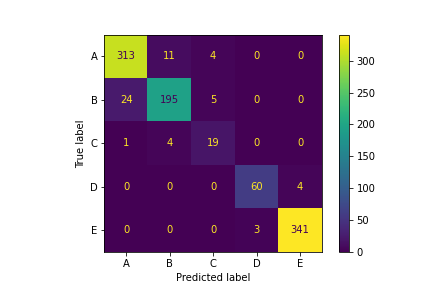 A 313 11 4 0 0
B 24 195 5 0 0
C 1 4 19 0 0
D 0 0 0 60 4
E 0 0 0 3 341
A B C D E
Predicted label
True label
300
250
200
150
100
50
0